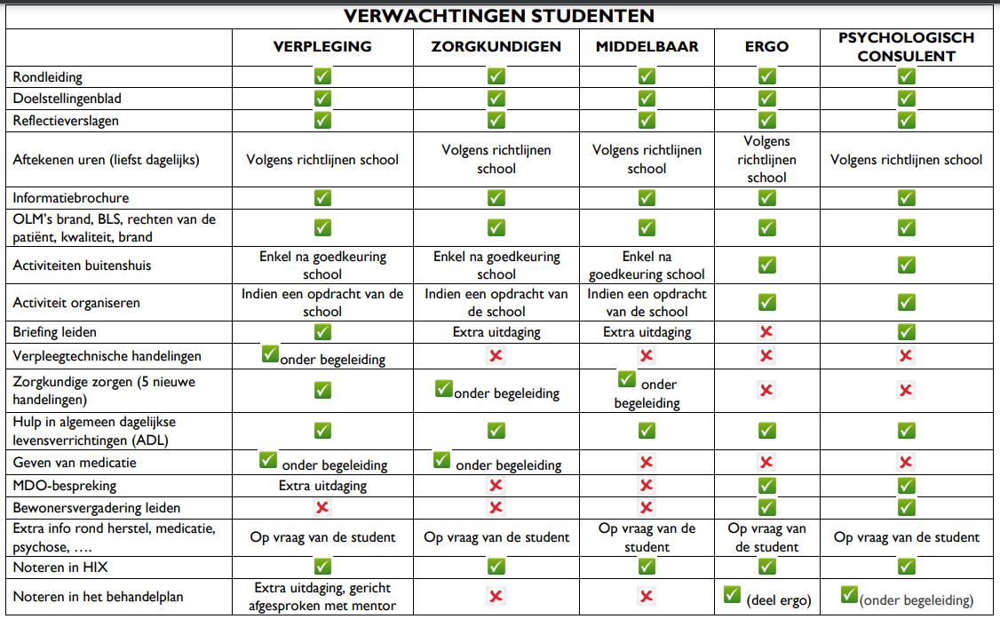 VERWACHTINGEN STUDENTEN
VERPLEGING ZORGKUNDIGEN MIDDELBAAR ERGO PSYCHOLOGISCH
CONSULENT
Rondleiding ✅ ✅ ✅ ✅ ✅
Doelstellingenblad ✅ ✅ ✅ ✅ ✅
Reflectieverslagen ✅ ✅ ✅ ✅ ✅
Aftekenen uren (liefst dagelijks) Volgens richtlijnen school Volgens richtlijnen
school Volgens richtlijnen
school Volgens
richtlijnen
school Volgens richtlijnen school
Informatiebrochure ✅ ✅ ✅ ✅ ✅
OLM's brand, BLS, rechten van de
patiënt, kwaliteit, brand ✅ ✅ ✅ ✅ ✅
Activiteiten buitenshuis Enkel na goedkeuring
school Enkel na goedkeuring
school Enkel na
goedkeuring school ✅ ✅
Activiteit organiseren Indien een opdracht van de
school Indien een opdracht van
de school Indien een opdracht
van de school ✅ ✅
Briefing leiden ✅ Extra uitdaging Extra uitdaging ❌ ✅
Verpleegtechnische handelingen ✅ onder begeleiding ❌ ❌ ❌ ❌
Zorgkundige zorgen (5 nieuwe
handelingen) ✅ ✅ onder begeleiding ✅ onder
begeleiding ❌ ❌
Hulp in algemeen dagelijkse
levensverrichtingen (ADL) ✅ ✅ ✅ ✅ ✅
Geven van medicatie ✅ onder begeleiding ✅ onder begeleiding ❌ ❌ ❌
MDO-bespreking Extra uitdaging ❌ ❌ ✅ ✅
Bewonersvergadering leiden ❌ ❌ ❌ ✅ ✅
Extra info rond herstel, medicatie,
psychose, …. Op vraag van de student Op vraag van de student Op vraag van de
student Op vraag van
de student Op vraag van de student
Noteren in HIX ✅ ✅ ✅ ✅ ✅
Noteren in het behandelplan Extra uitdaging, gericht
afgesproken met mentor ❌ ❌ ✅ (deel ergo) ✅ (onder begeleiding)